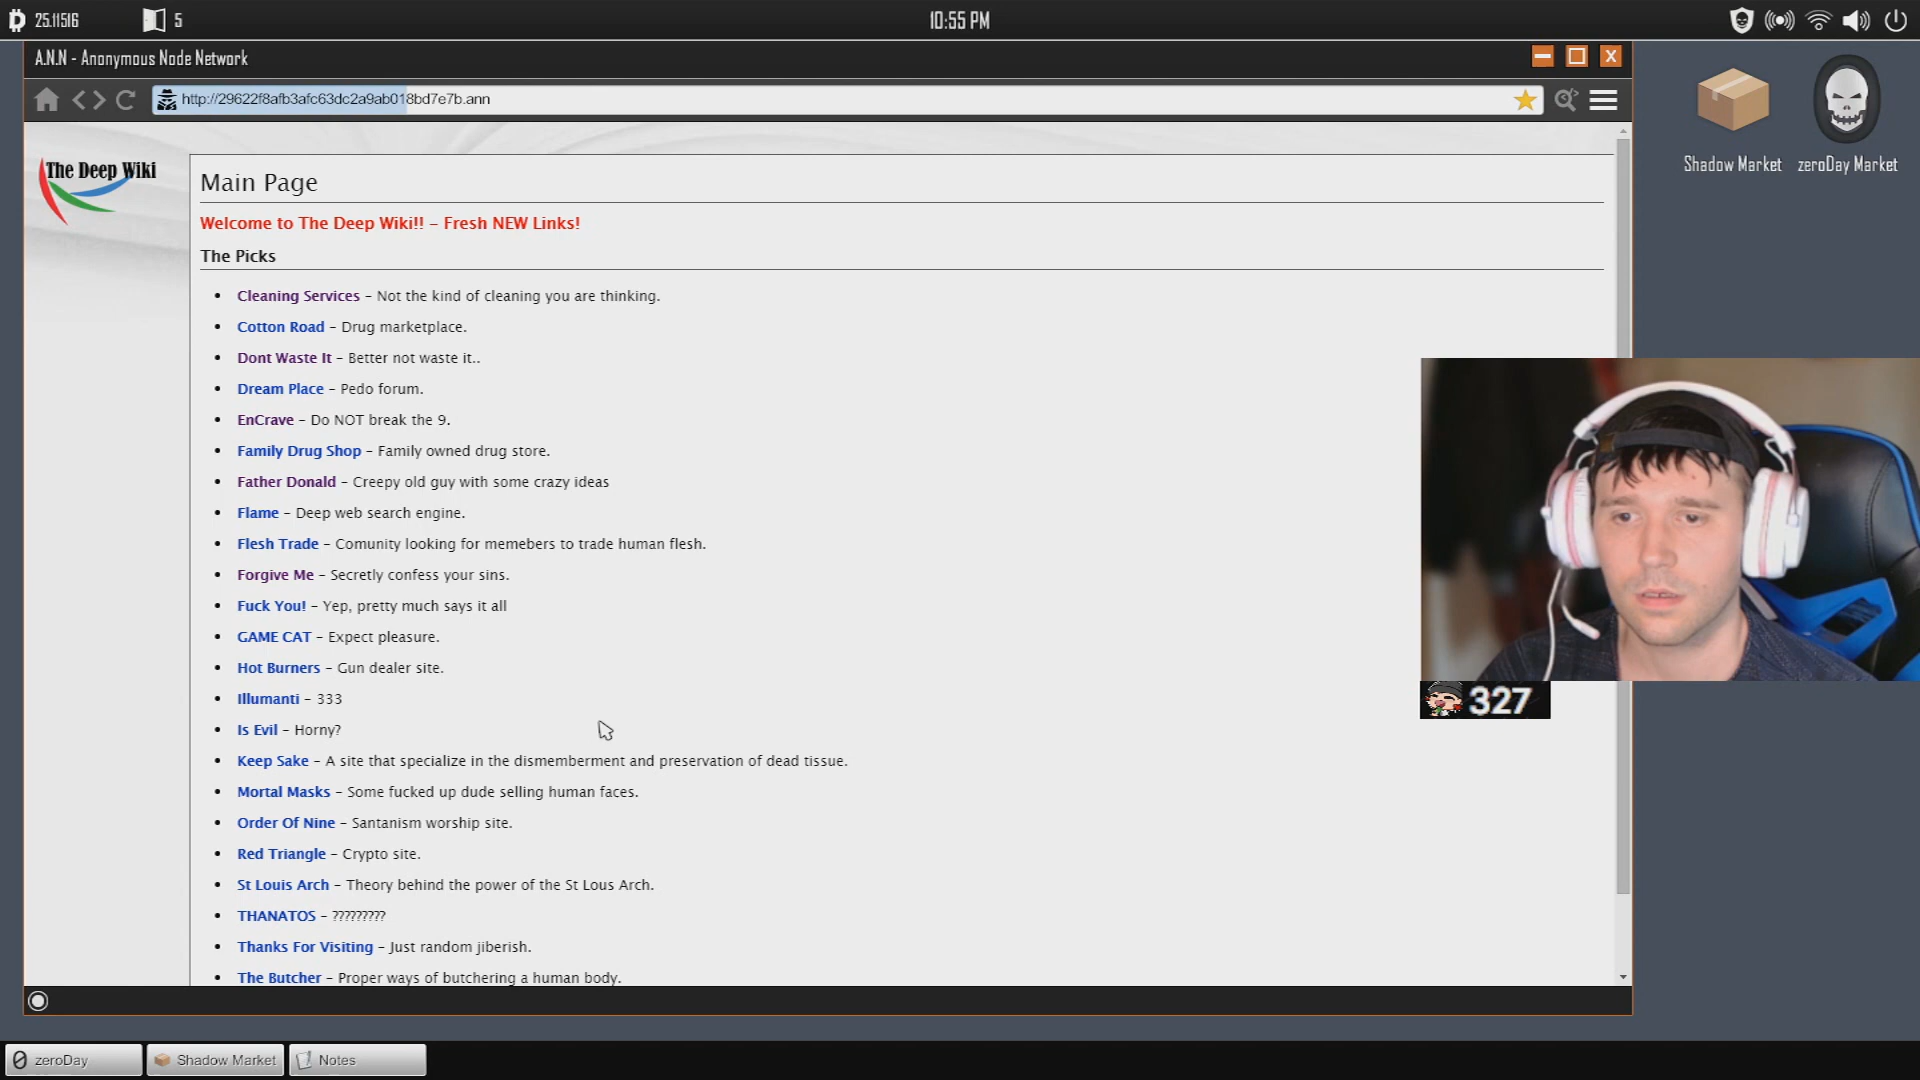 25.11516
5
10:55 PM
A.N.N - Anonymous Node Network
http://29622f8afb3afc63dc2a9ab018bd7e7b.ann
Shadow Market
zeroDay Market
The Deep Wiki
Main Page
Welcome to The Deep Wiki!! - Fresh NEW Links!
The Picks
Cleaning Services - Not the kind of cleaning you are thinking.
Cotton Road - Drug marketplace.
Dont Waste It - Better not waste it..
Dream Place - Pedo forum.
EnCrave - Do NOT break the 9.
Family Drug Shop - Family owned drug store.
Father Donald - Creepy old guy with some crazy ideas
Flame - Deep web search engine.
Flesh Trade - Comunity looking for memebers to trade human flesh.
Forgive Me - Secretly confess your sins.
Fuck You! - Yep, pretty much says it all
GAME CAT - Expect pleasure.
Hot Burners - Gun dealer site.
Illumanti - 333
Is Evil - Horny?
Keep Sake - A site that specialize in the dismemberment and preservation of dead tissue.
Mortal Masks - Some fucked up dude selling human faces.
Order Of Nine - Santanism worship site.
Red Triangle - Crypto site.
St Louis Arch - Theory behind the power of the St Lous Arch.
THANATOS - ?????????
Thanks For Visiting - Just random jiberish.
The Butcher - Proper ways of butchering a human body.
327
zeroDay
Shadow Market
Notes